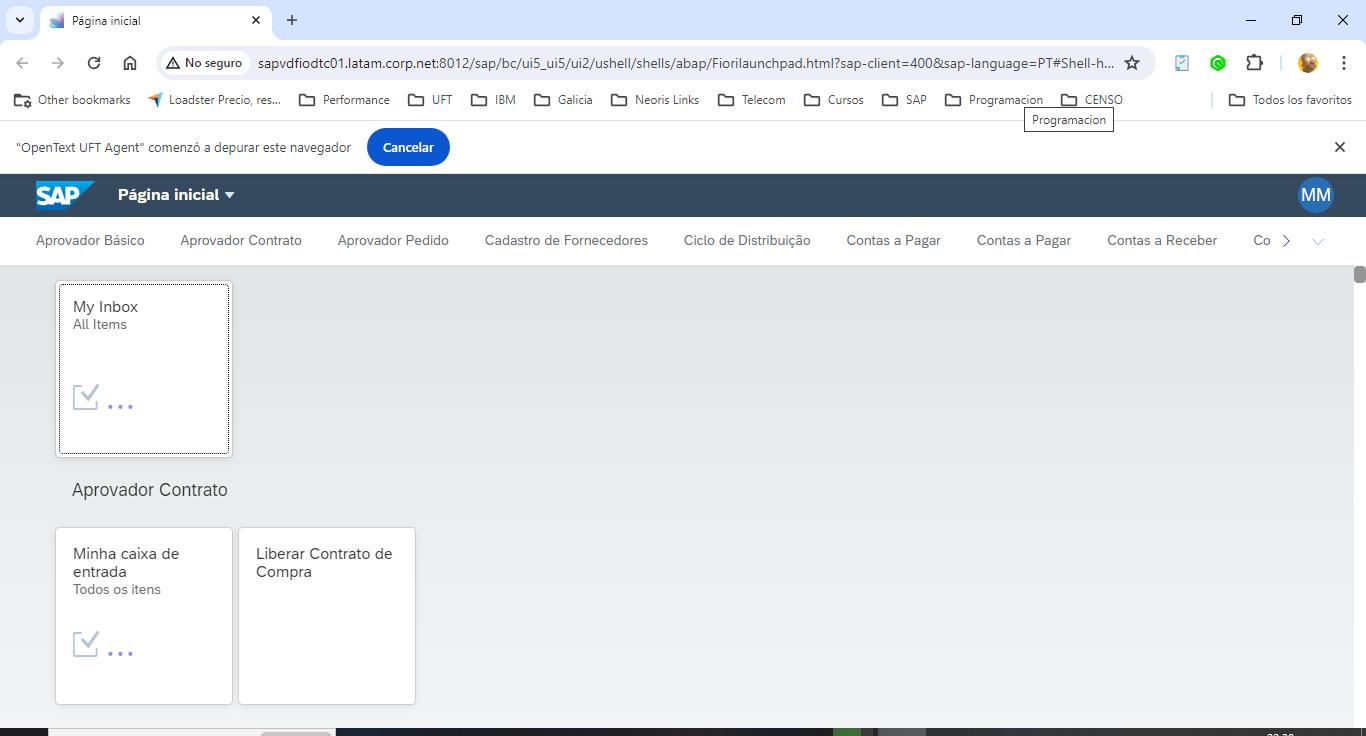 Página inicial
No seguro
sapvdfiodtc01.latam.corp.net:8012/sap/bc/ui5_ui5/ui2/ushell/shells/abap/Fiorilaunchpad.html?sap-client=400&sap-language=PT#Shell-h...
Other bookmarks
Loadster Precio, res...
Performance
UFT
IBM
Galicia
Neoris Links
Telecom
Cursos
SAP
Programacion
CENSO
Todos los favoritos
Programacion
"OpenText UFT Agent" comenzó a depurar este navegador
Cancelar
SAP
Página inicial
MM
Aprovador Básico
Aprovador Contrato
Aprovador Pedido
Cadastro de Fornecedores
Ciclo de Distribuição
Contas a Pagar
Contas a Pagar
Contas a Receber
Co
My Inbox
All Items
...
Aprovador Contrato
Minha caixa de
entrada
Todos os itens
...
Liberar Contrato de
Compra